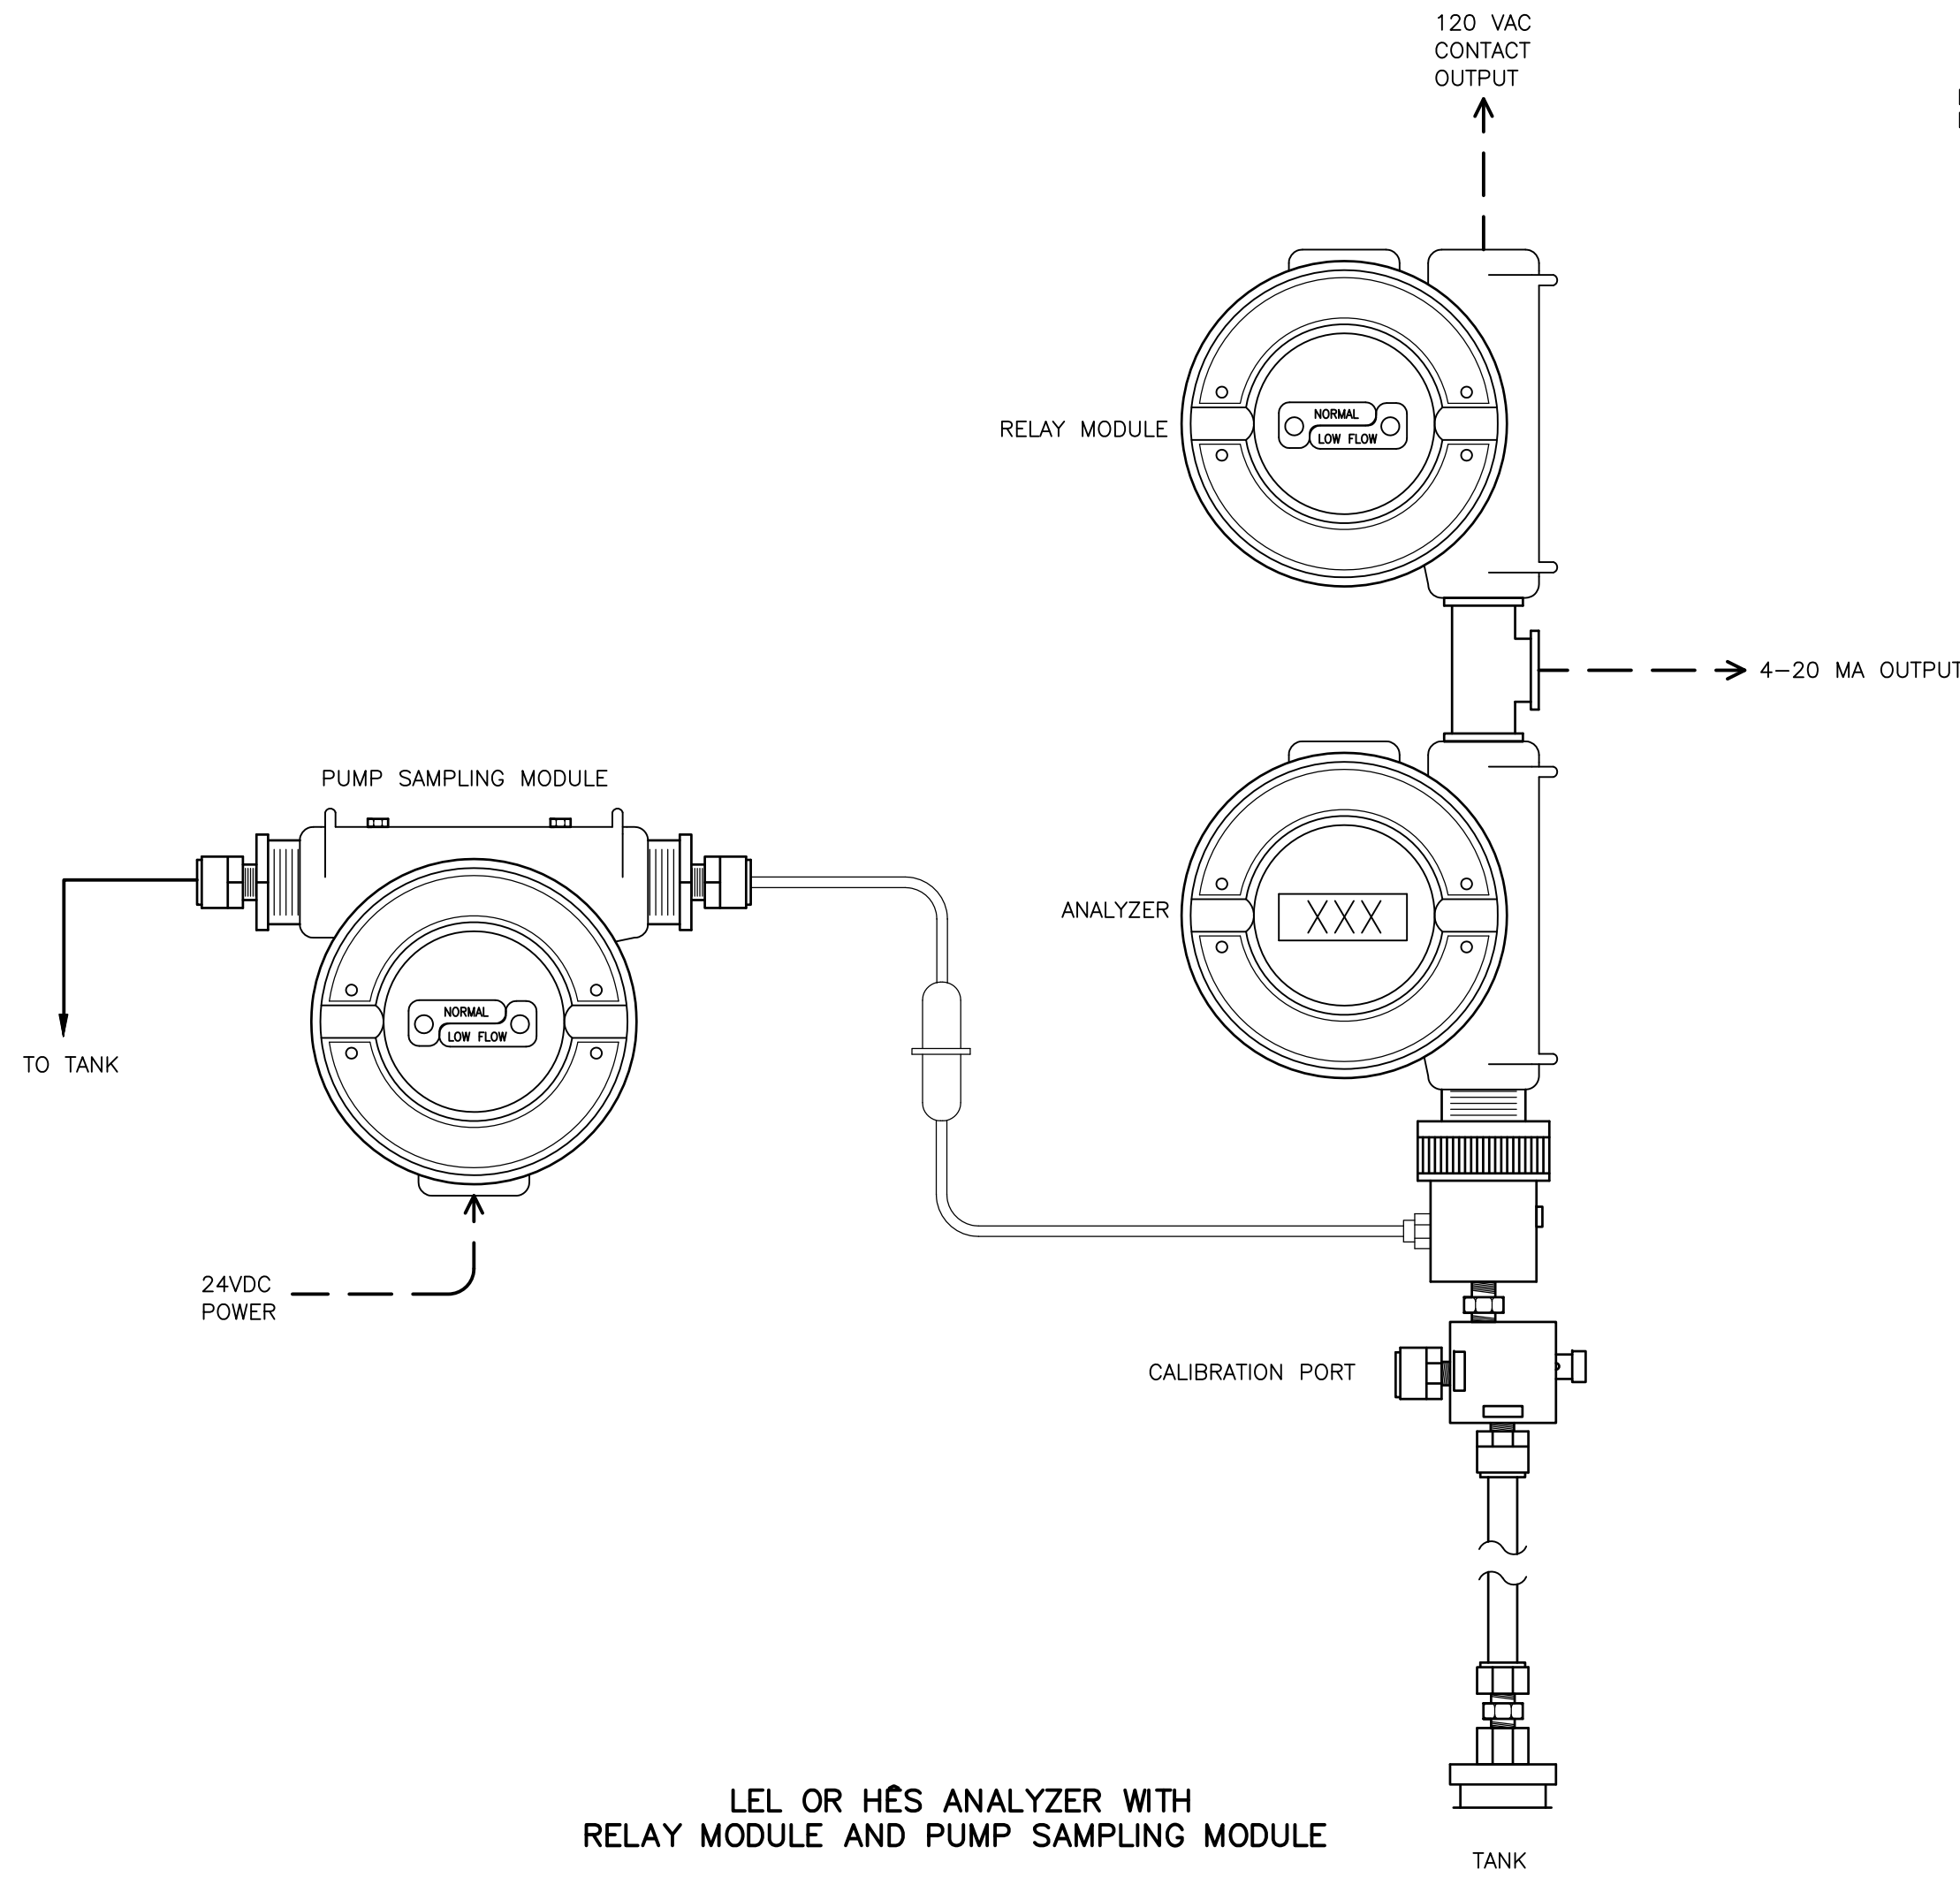 120 VAC
CONTACT
OUTPUT
RELAY MODULE
NORMAL
LOW FLOW
4-20 MA OUTPUT
PUMP SAMPLING MODULE
ANALYZER
XXX
NORMAL
LOW FLOW
TO TANK
24VDC
POWER
CALIBRATION PORT
LEL OR HÊS ANALYZER WITH
RELAY MODULE AND PUMP SAMPLING MODULE
TANK